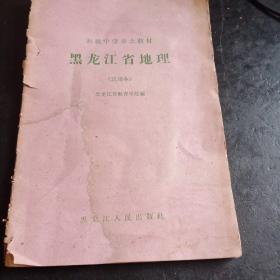 初级中学乡土教材
黑龙江省地理
（试用本）
黑龙江省教育学院编
黑龙江人民出版社